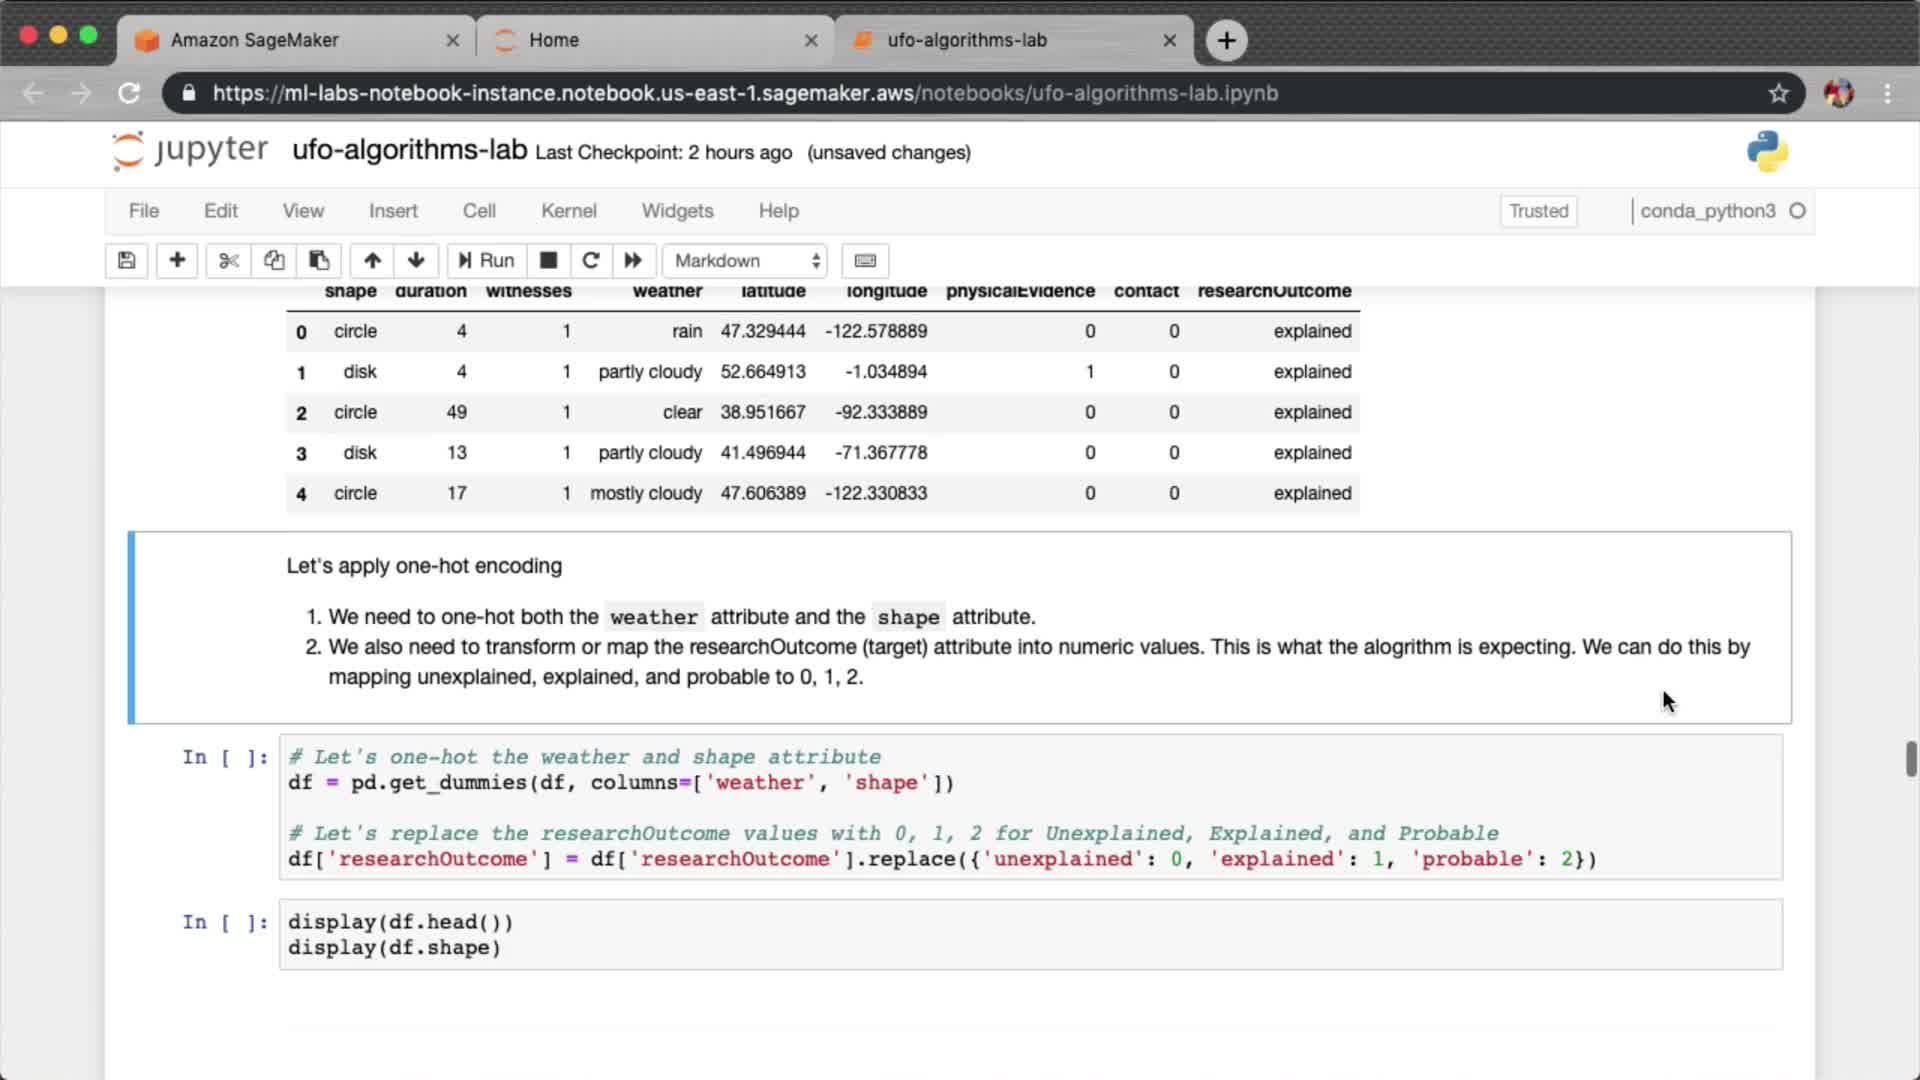 Amazon SageMaker
Home
ufo-algorithms-lab
https://ml-labs-notebook-instance.notebook.us-east-1.sagemaker.aws/notebooks/ufo-algorithms-lab.ipynb
jupyter ufo-algorithms-lab Last Checkpoint: 2 hours ago (unsaved changes)
File Edit View Insert Cell Kernel Widgets Help Trusted conda_python3
Run Markdown
shape duration witnesses weather latitude longitude physicalEvidence contact researchOutcome
0 circle 4 1 rain 47.329444 -122.578889 0 0 explained
1 disk 4 1 partly cloudy 52.664913 -1.034894 1 0 explained
2 circle 49 1 clear 38.951667 -92.333889 0 0 explained
3 disk 13 1 partly cloudy 41.496944 -71.367778 0 0 explained
4 circle 17 1 mostly cloudy 47.606389 -122.330833 0 0 explained
Let's apply one-hot encoding
1. We need to one-hot both the weather attribute and the shape attribute.
2. We also need to transform or map the researchOutcome (target) attribute into numeric values. This is what the alogrithm is expecting. We can do this by
mapping unexplained, explained, and probable to 0, 1, 2.
In [ ]: # Let's one-hot the weather and shape attribute
df = pd.get_dummies(df, columns=['weather', 'shape'])
# Let's replace the researchOutcome values with 0, 1, 2 for Unexplained, Explained, and Probable
df['researchOutcome'] = df['researchOutcome'].replace({'unexplained': 0, 'explained': 1, 'probable': 2})
In [ ]: display(df.head())
display(df.shape)